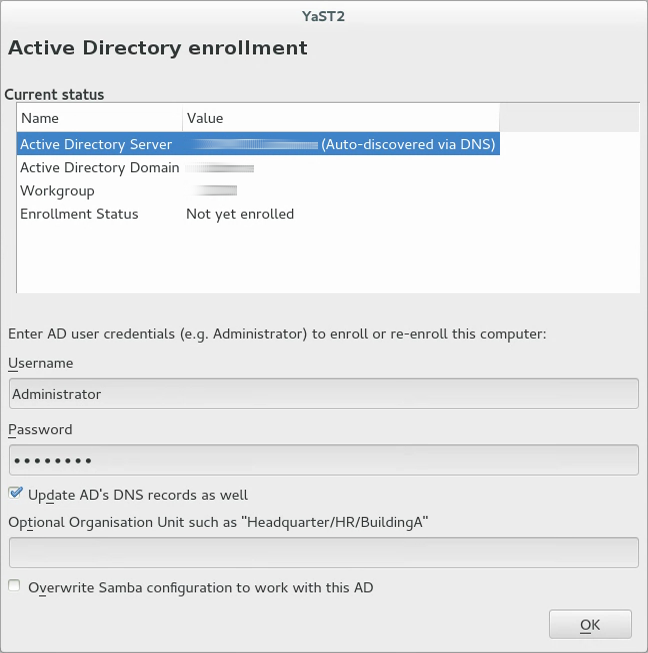 YaST2
Active Directory enrollment
Current status
Name Value
Active Directory Server (Auto-discovered via DNS)
Active Directory Domain
Workgroup
Enrollment Status Not yet enrolled
Enter AD user credentials (e.g. Administrator) to enroll or re-enroll this computer:
Username
Administrator
Password
••••••••
Update AD's DNS records as well
Optional Organisation Unit such as "Headquarter/HR/BuildingA"
Overwrite Samba configuration to work with this AD
OK